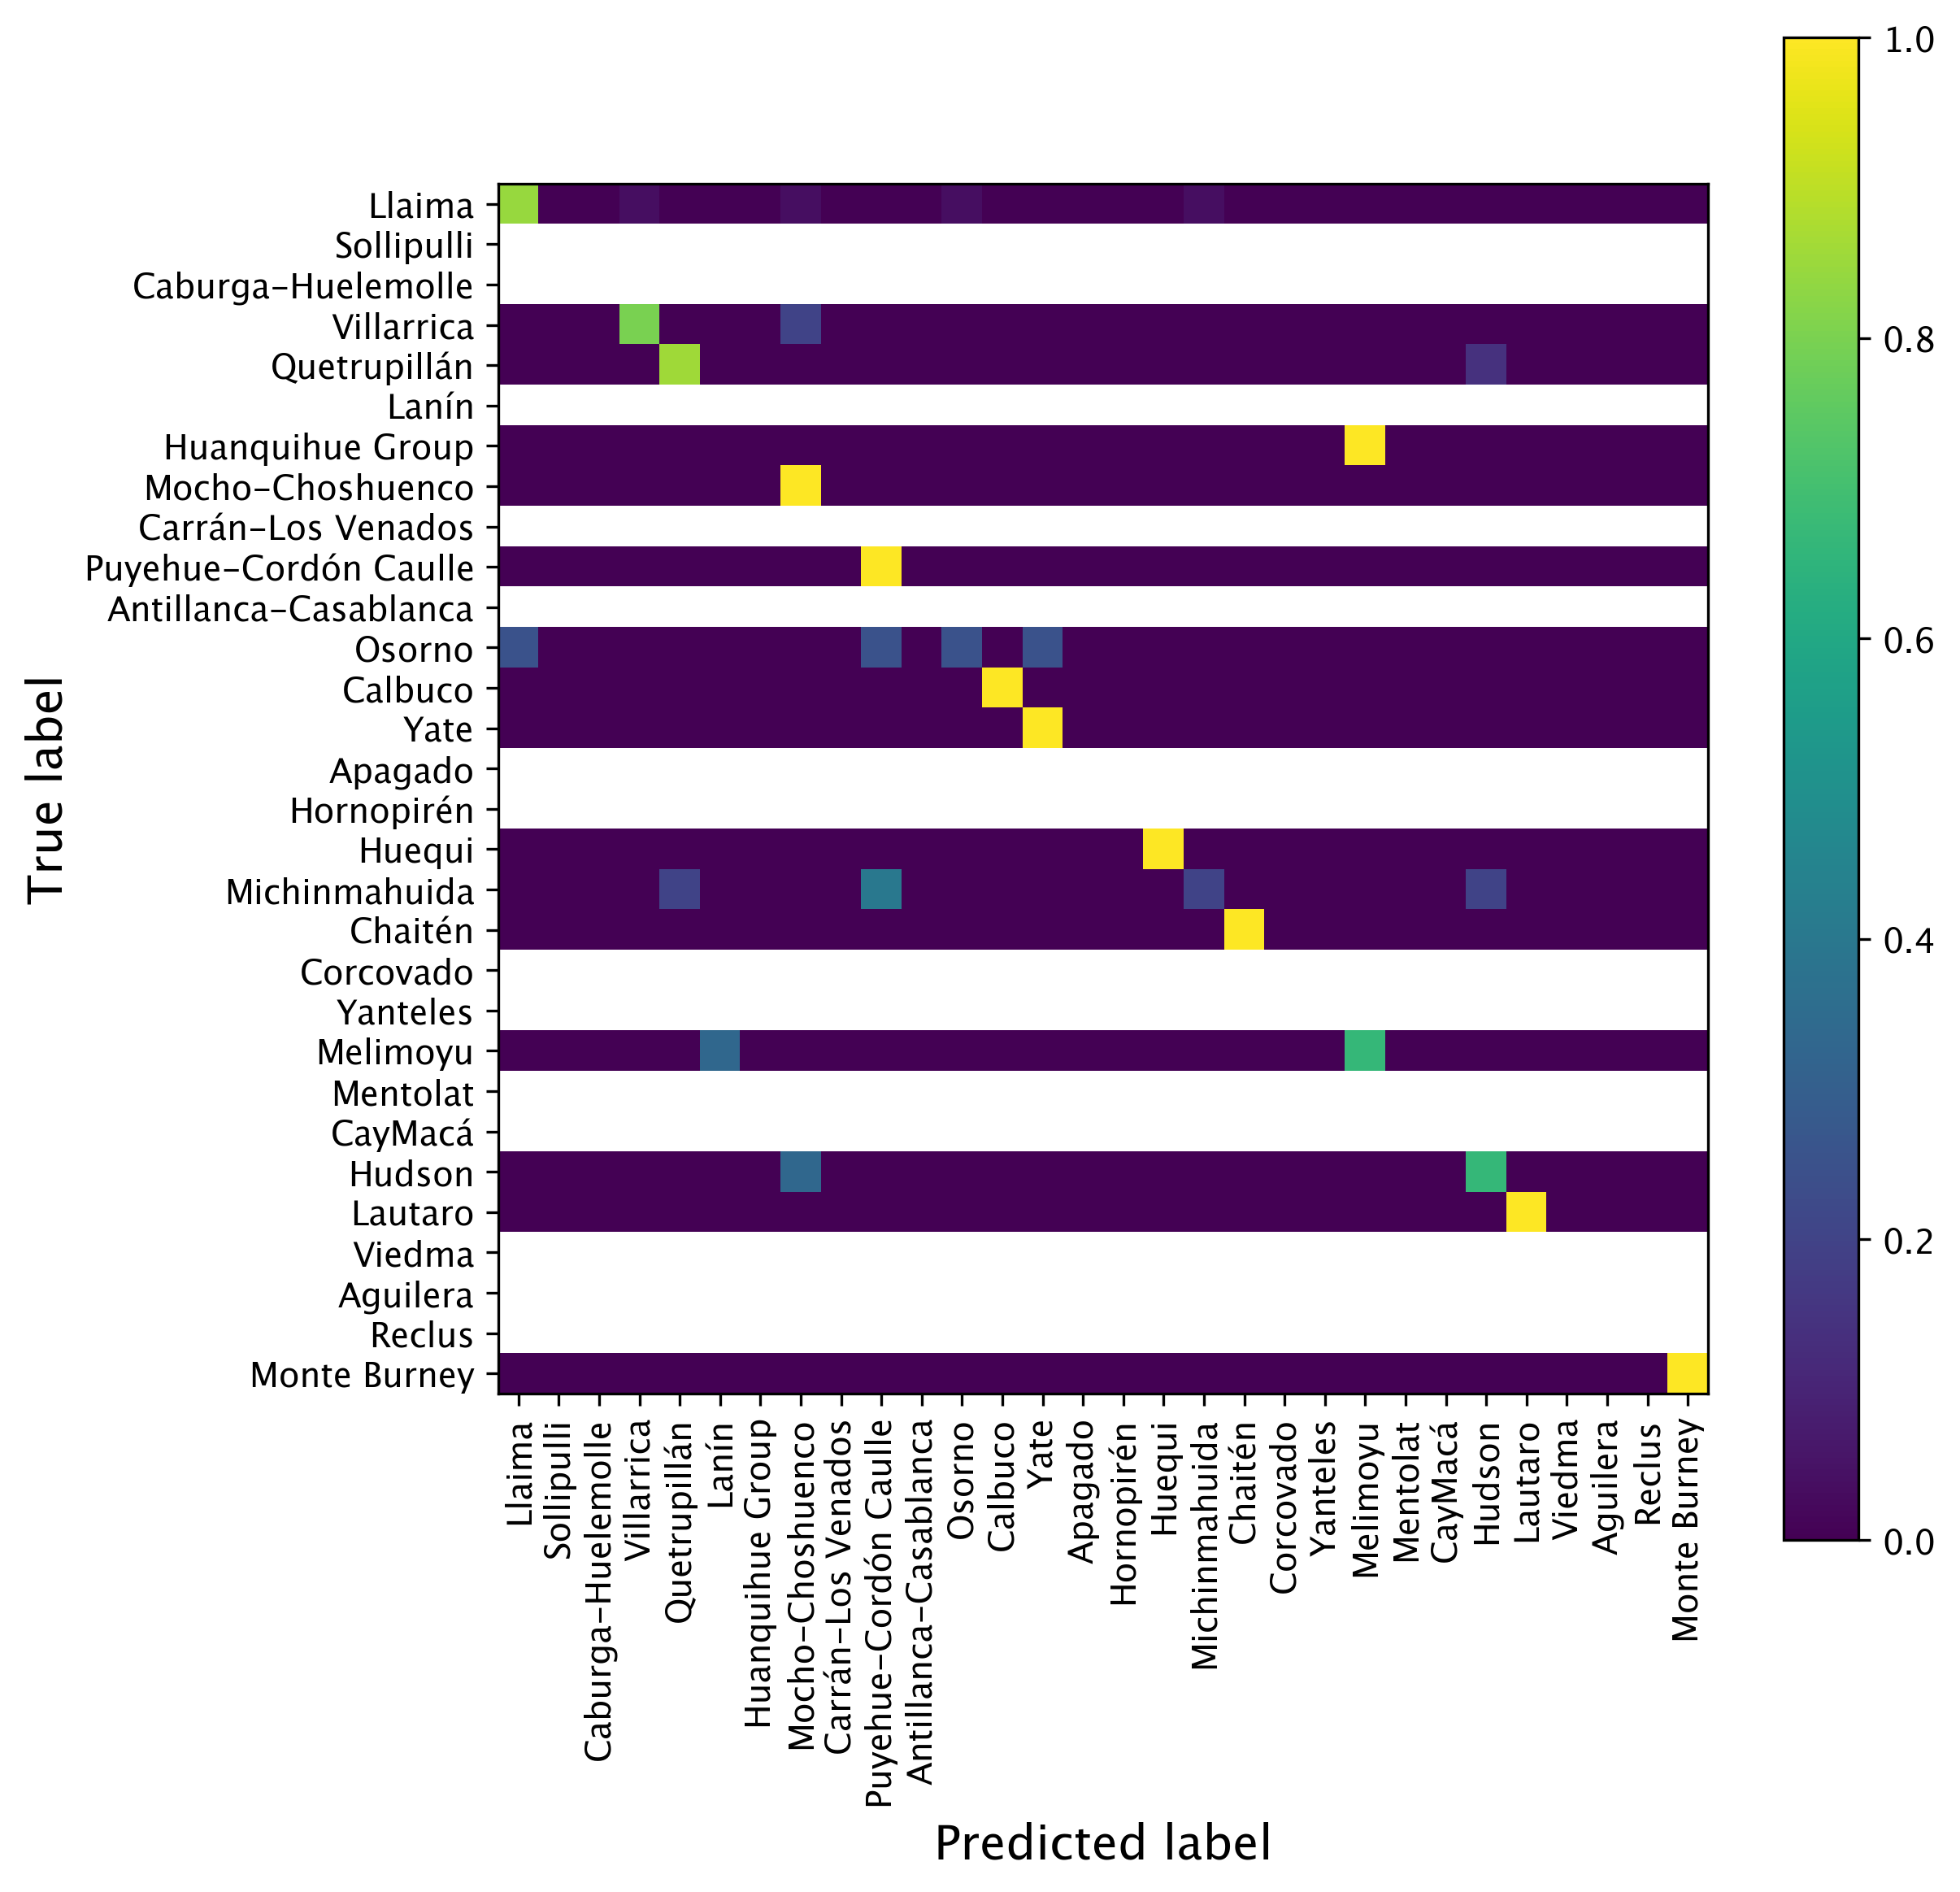 1.0
0.8
0.6
0.4
0.2
0.0
True label
Llaima
Sollipulli
Caburga-Huelemolle
Villarrica
Quetrupillán
Lanín
Huanquihue Group
Mocho-Choshuenco
Carrán-Los Venados
Puyehue-Cordón Caulle
Antillanca-Casablanca
Osorno
Calbuco
Yate
Apagado
Hornopirén
Huequi
Michinmahuida
Chaitén
Corcovado
Yanteles
Melimoyu
Mentolat
CayMacá
Hudson
Lautaro
Viedma
Aguilera
Reclus
Monte Burney
Llaima
Sollipulli
Caburga-Huelemolle
Villarrica
Quetrupillán
Lanín
Huanquihue Group
Mocho-Choshuenco
Carrán-Los Venados
Puyehue-Cordón Caulle
Antillanca-Casablanca
Osorno
Calbuco
Yate
Apagado
Hornopirén
Huequi
Michinmahuida
Chaitén
Corcovado
Yanteles
Melimoyu
Mentolat
CayMacá
Hudson
Lautaro
Viedma
Aguilera
Reclus
Monte Burney
Predicted label